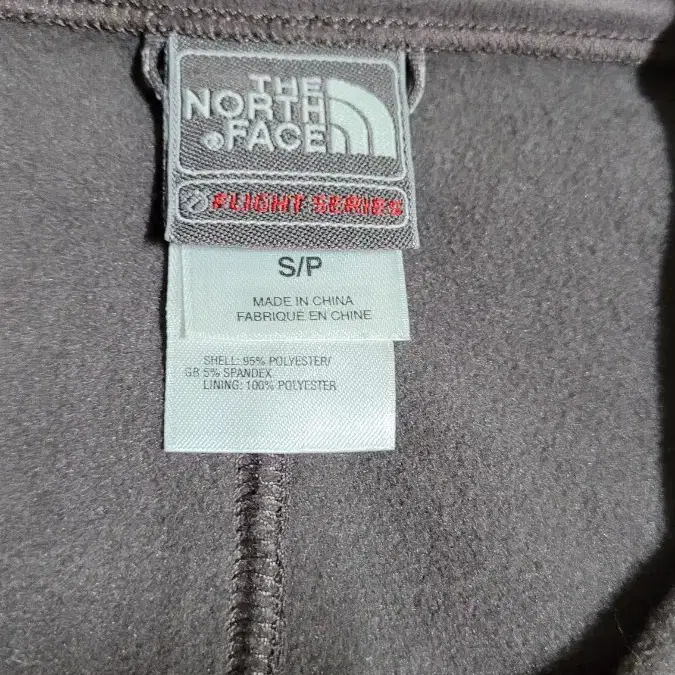 THE
NORTH
FACE®
FLIGHT SERIES
S/P
MADE IN CHINA
FABRIQUÉ EN CHINE
SHELL: 95% POLYESTER/
GB 5% SPANDEX
LINING: 100% POLYESTER